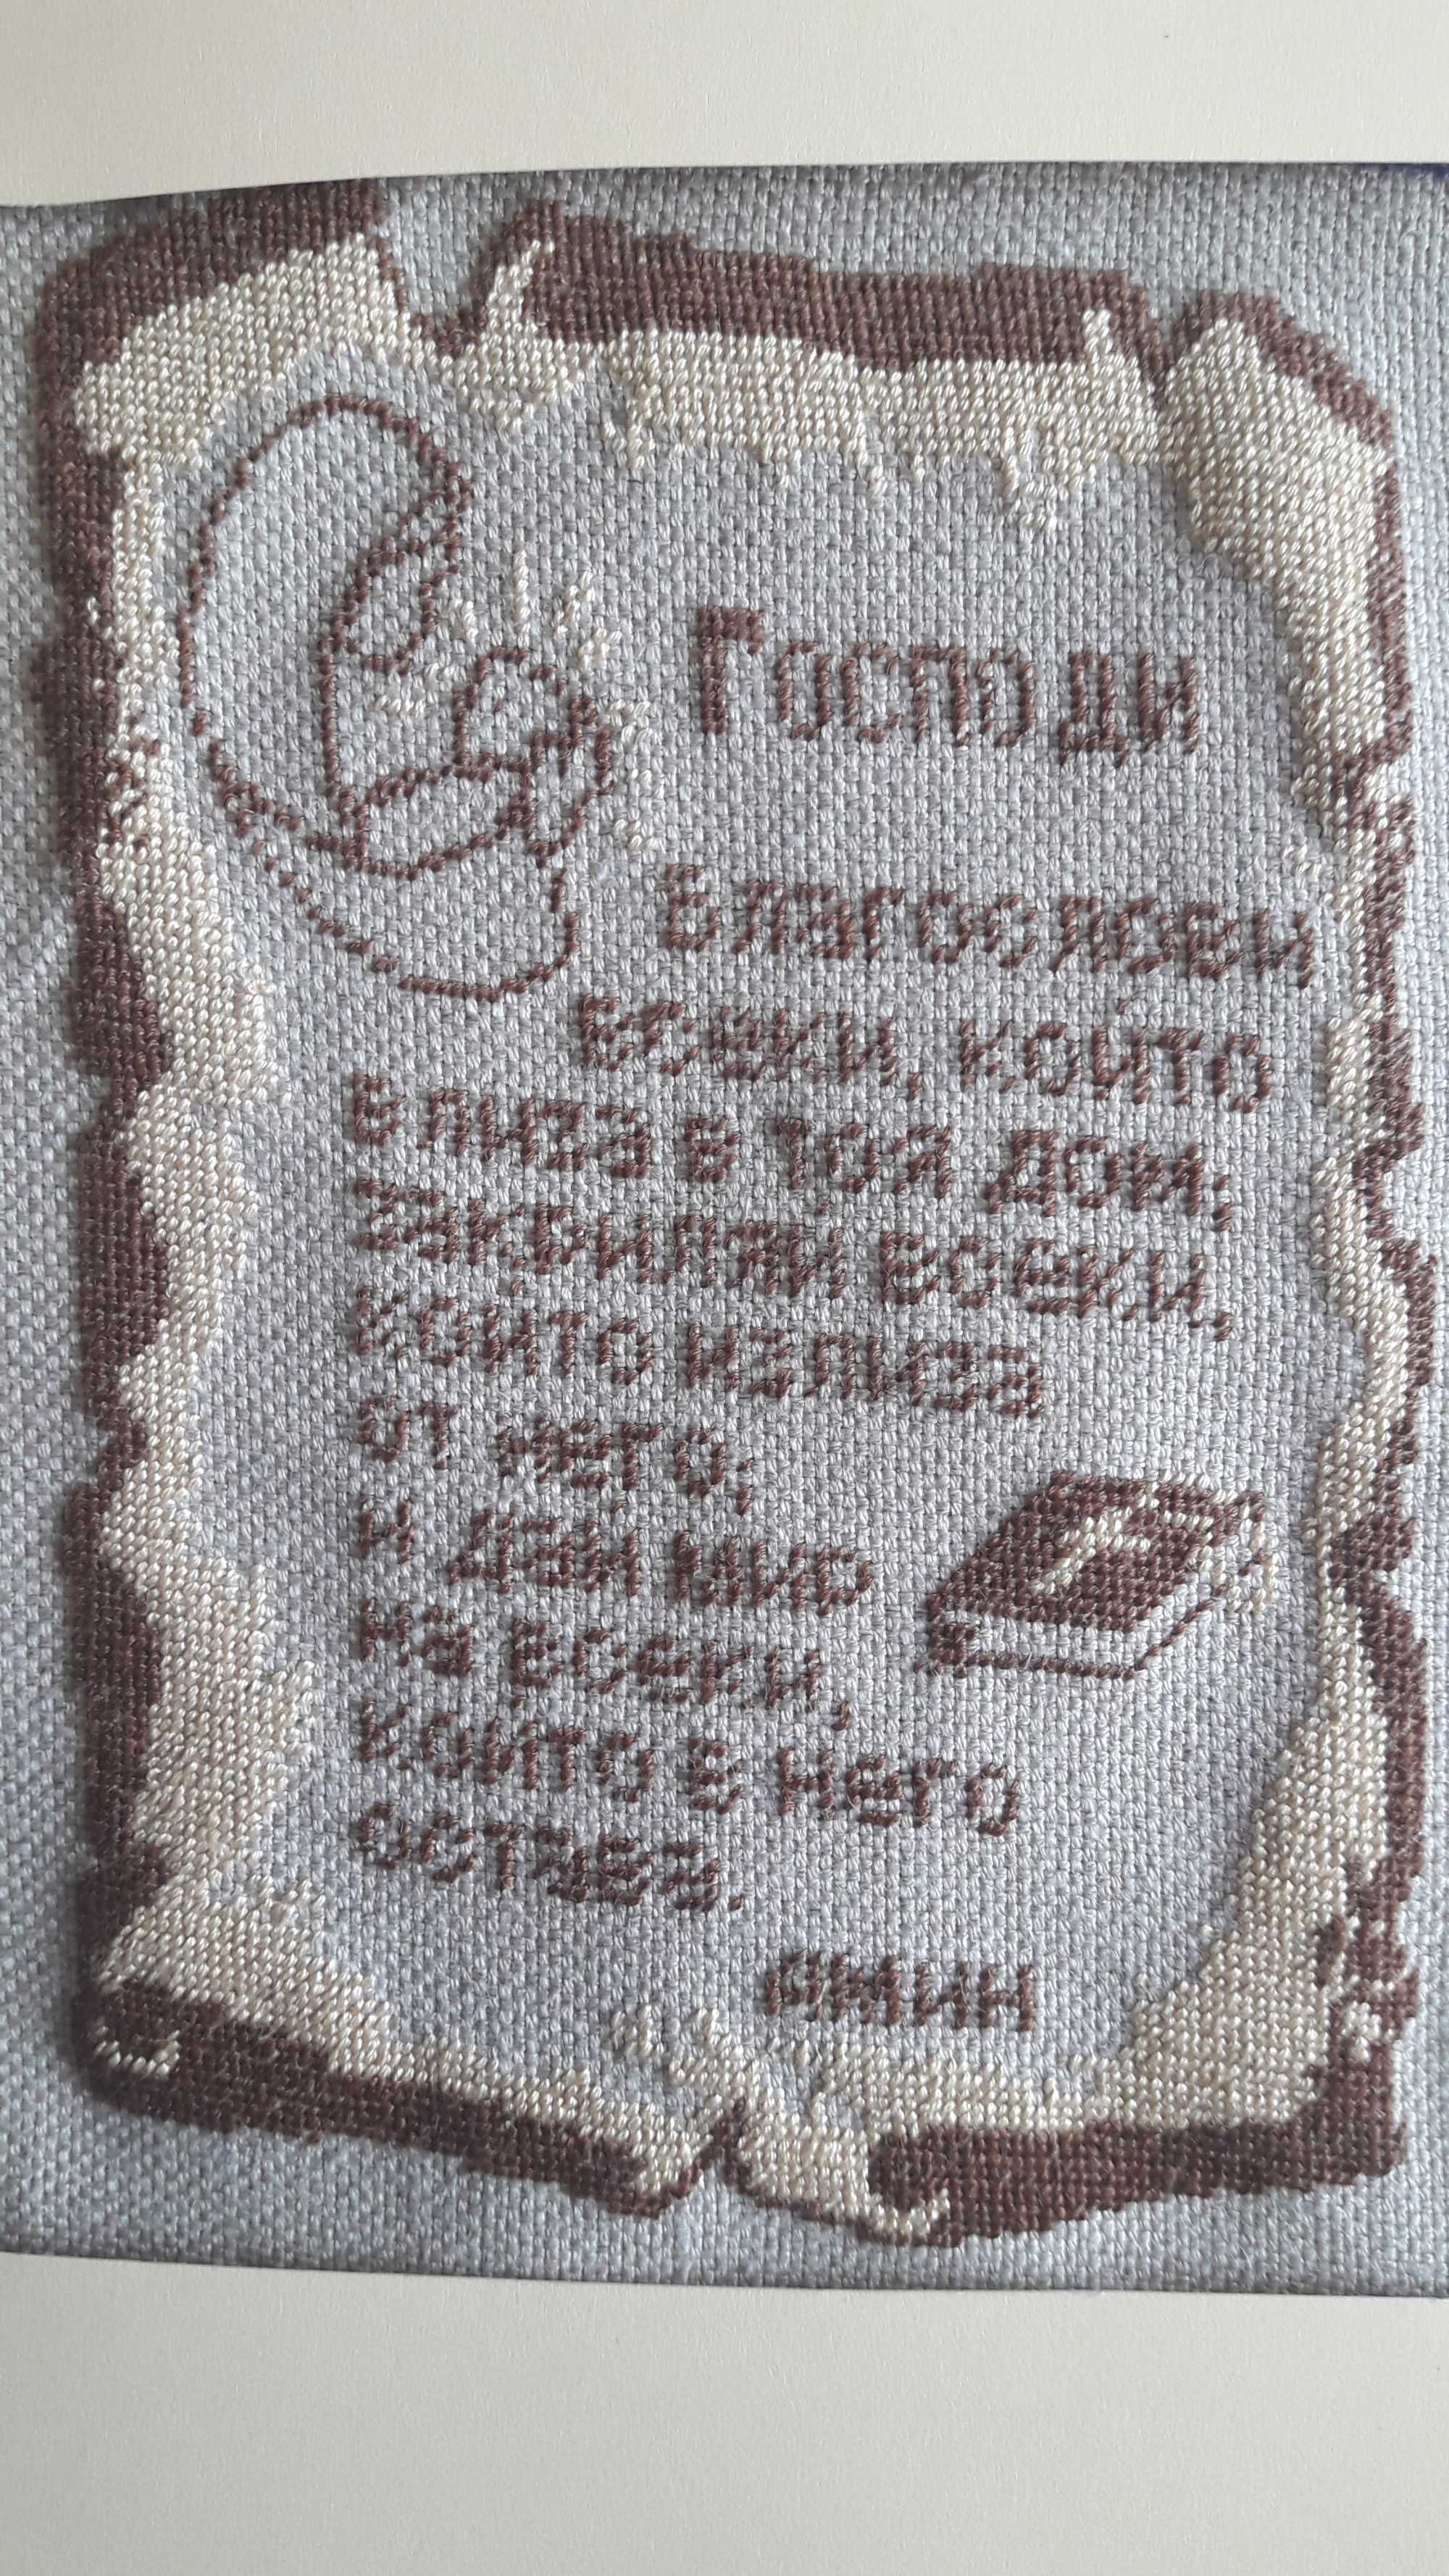 Господи
Благослови
всеки, който
влиза в тоя дом;
закриляй всеки,
който излиза
от него;
и дай мир
на всеки,
който в него
остава.
амин